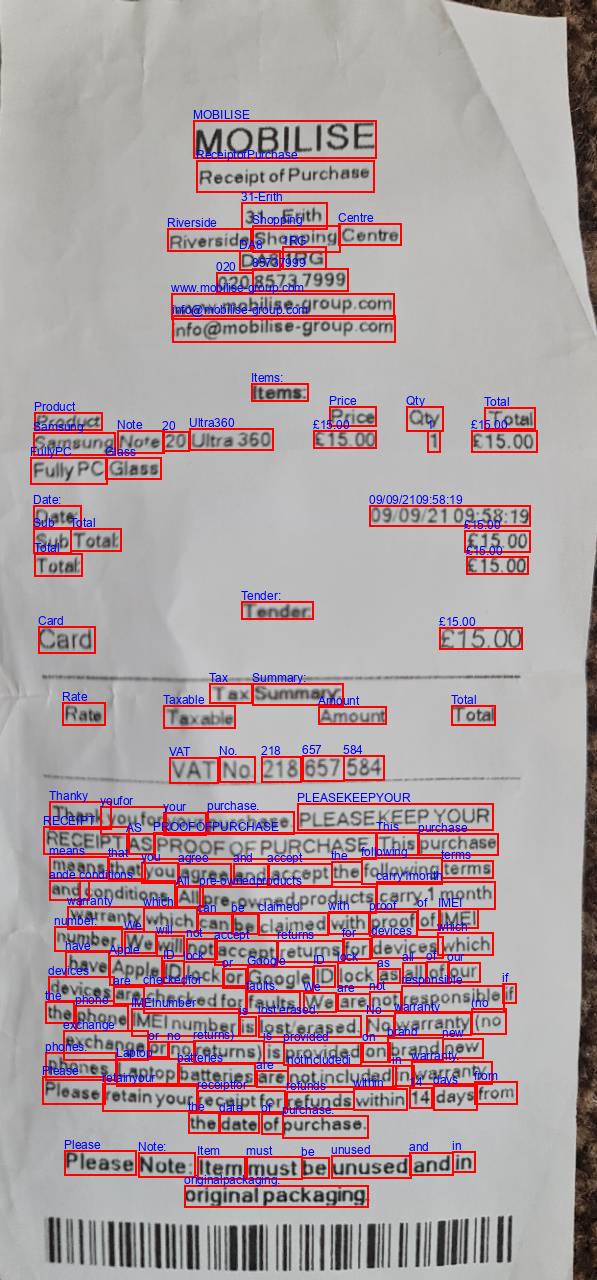 MOBILISE
Receipt of Purchase
31- Erith
Riverside Shopping Centre
DA8 1RG
020 8573 7999
www.mobilise-group.com
info@mobilise-group.com
Items:
Product Price Qty Total
Samsung Note 20 Ultra 360 £15.00 1 £15.00
Fully PC Glass
Date: 09/09/21 09:58:19
Sub Total: £15.00
Total: £15.00
Tender:
Card £15.00
Tax Summary
Rate Taxable Amount Total
VAT No. 218 657 584
Thank you for your purchase. PLEASE KEEP YOUR
RECEIPT AS PROOF OF PURCHASE This purchase
means that you agree and accept the following terms
and conditions. All pre-owned products carry 1 month
warranty which can be claimed with proof of IMEI
number. We will not accept returns for devices which
have Apple ID lock or Google ID lock as all of our
devices are checked for faults. We are not responsible if
the phone IMEI number is lost/erased. No warranty (no
exchange or no returns) is provided on brand new
phones. Laptop batteries are not included in warranty.
Please retain your receipt for refunds within 14 days from
the date of purchase.
Please Note: Item must be unused and in
original packaging.